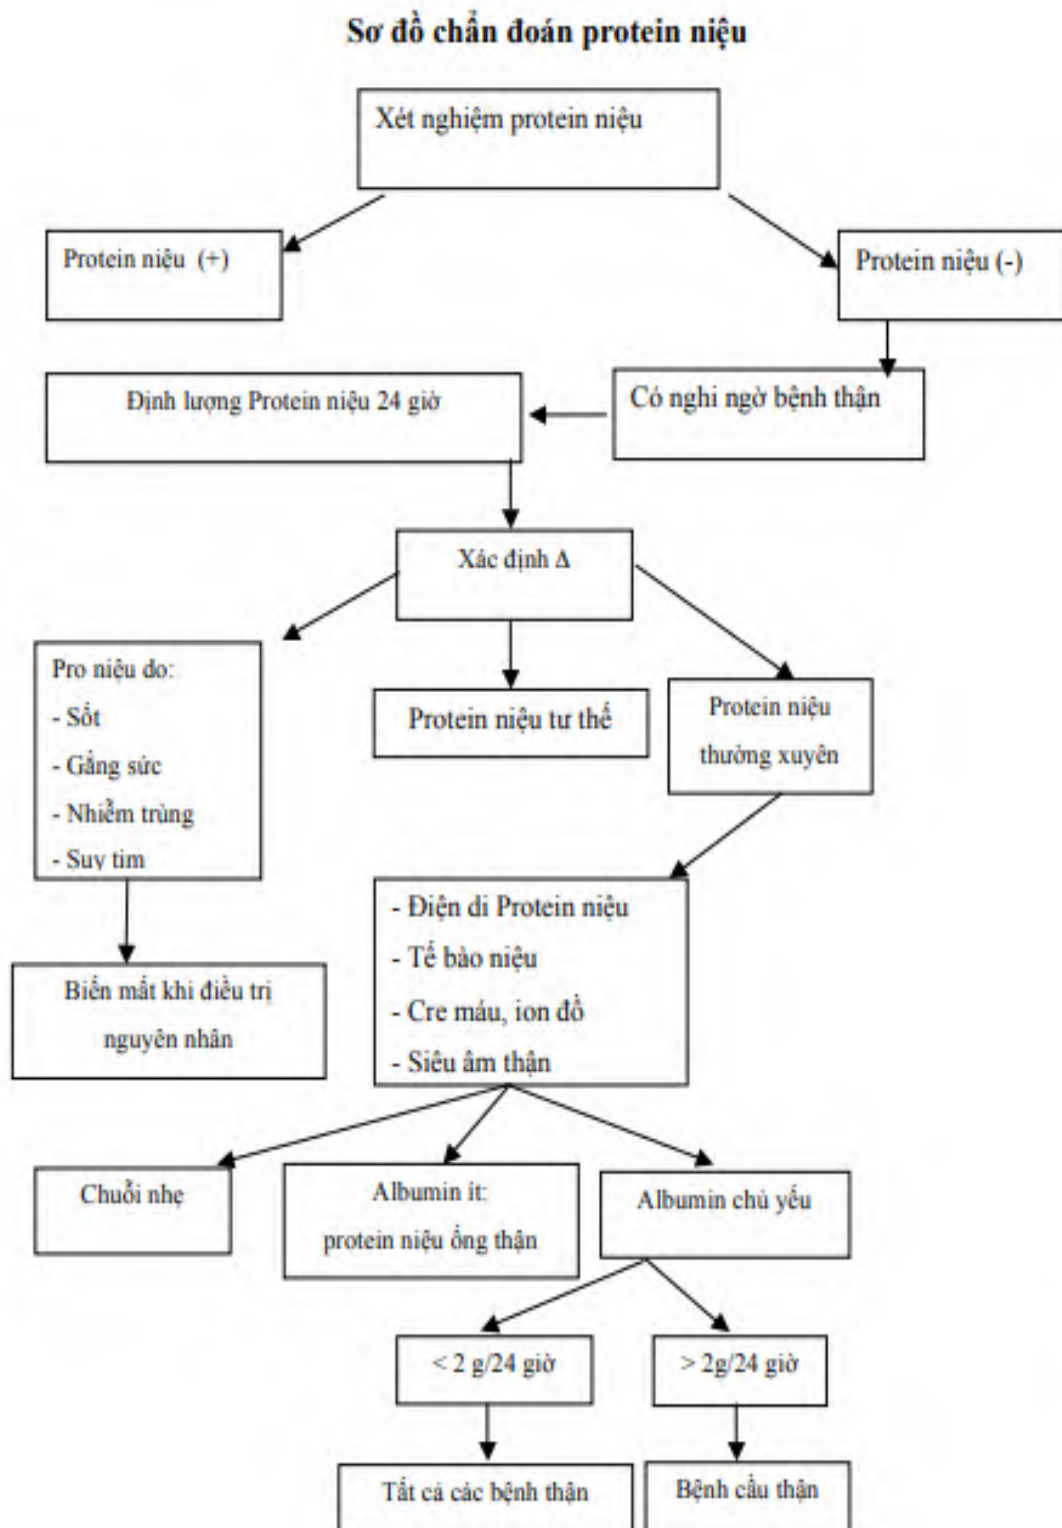 Sơ đồ chẩn đoán protein niệu
Xét nghiệm protein niệu
Protein niệu (+)
Protein niệu (-)
Định lượng Protein niệu 24 giờ
Có nghi ngờ bệnh thận
Xác định Δ
Pro niệu do:
- Sốt
- Gắng sức
- Nhiễm trùng
- Suy tim
Protein niệu tư thế
Protein niệu
thường xuyên
Biến mất khi điều trị
nguyên nhân
- Điện di Protein niệu
- Tế bào niệu
- Cre máu, ion đồ
- Siêu âm thận
Chuỗi nhẹ
Albumin ít:
protein niệu ống thận
Albumin chủ yếu
< 2 g/24 giờ
> 2g/24 giờ
Tất cả các bệnh thận
Bệnh cầu thận